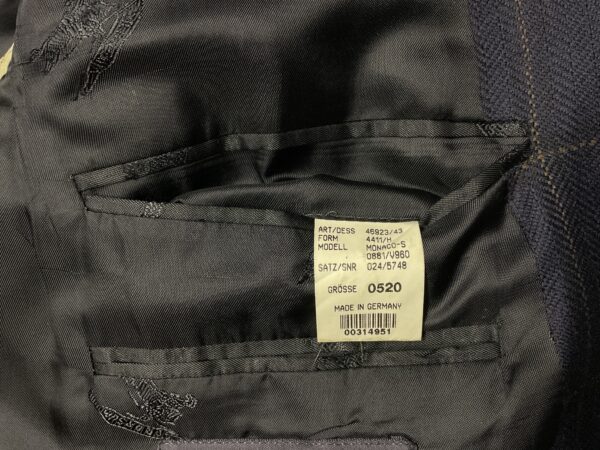 ART/DESS 46923/43
FORM 4411/H
MODELL MONACO-S
0881/V960
SATZ/SNR 024/5748
GRÖSSE 0520
MADE IN GERMANY
00314951